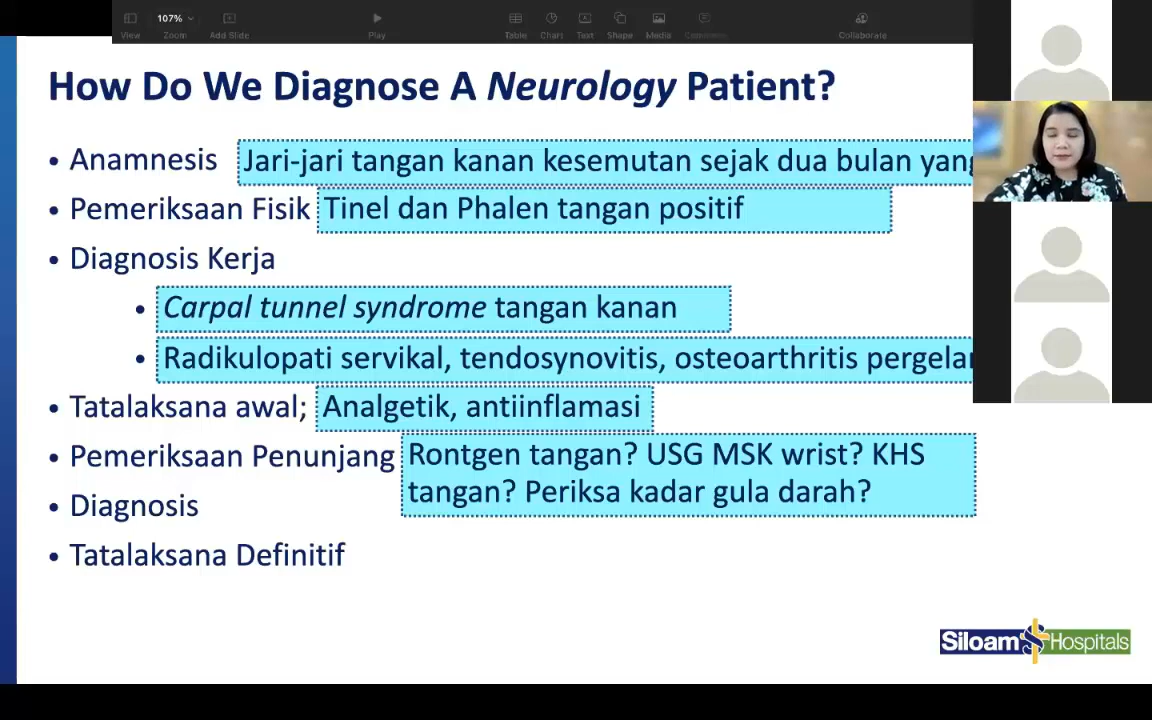 107%
View Zoom Add Slide Play Table Chart Text Shape Media Comment Collaborate
How Do We Diagnose A Neurology Patient?
• Anamnesis Jari-jari tangan kanan kesemutan sejak dua bulan yang
• Pemeriksaan Fisik Tinel dan Phalen tangan positif
• Diagnosis Kerja
• Carpal tunnel syndrome tangan kanan
• Radikulopati servikal, tendosynovitis, osteoarthritis
• Tatalaksana awal; Analgetik, antiinflamasi
• Pemeriksaan Penunjang Rontgen tangan? USG MSK wrist? KHS
tangan? Periksa kadar gula darah?
• Diagnosis
• Tatalaksana Definitif
Siloam Hospitals